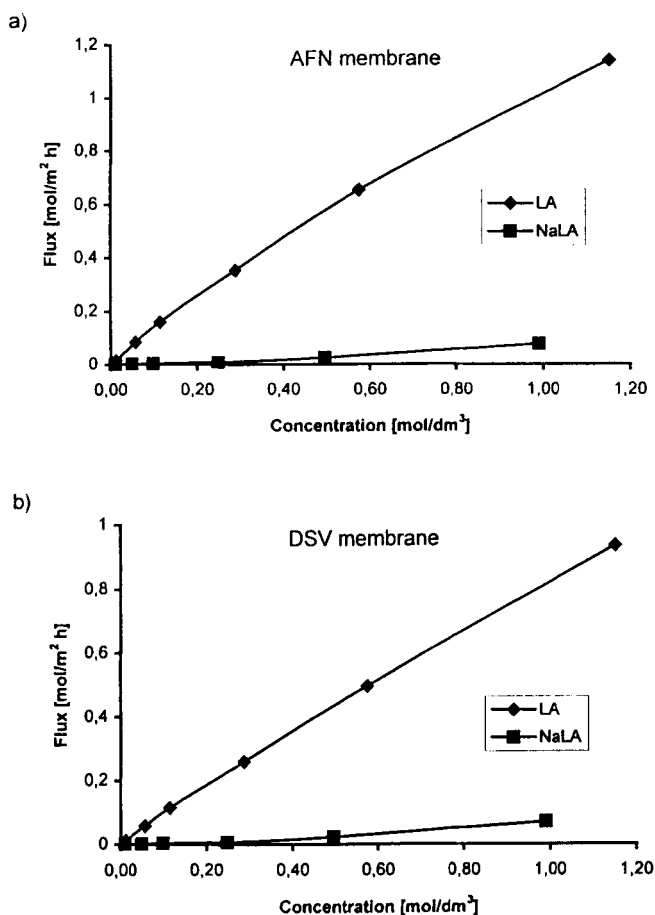 a)
AFN membrane
1,2
1
0,8
0,6
0,4
0,2
0
Flux [mol/m² h]
LA
NaLA
0,00 0,20 0,40 0,60 0,80 1,00 1,20
Concentration [mol/dm³]
b)
DSV membrane
1
0,8
0,6
0,4
0,2
0
Flux [mol/m² h]
LA
NaLA
0,00 0,20 0,40 0,60 0,80 1,00 1,20
Concentration [mol/dm³]